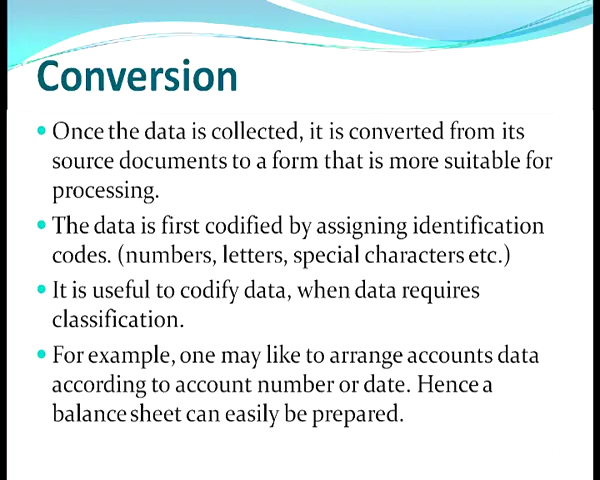 Conversion
Once the data is collected, it is converted from its
source documents to a form that is more suitable for
processing.
The data is first codified by assigning identification
codes. (numbers, letters, special characters etc.)
It is useful to codify data, when data requires
classification.
For example, one may like to arrange accounts data
according to account number or date. Hence a
balance sheet can easily be prepared.